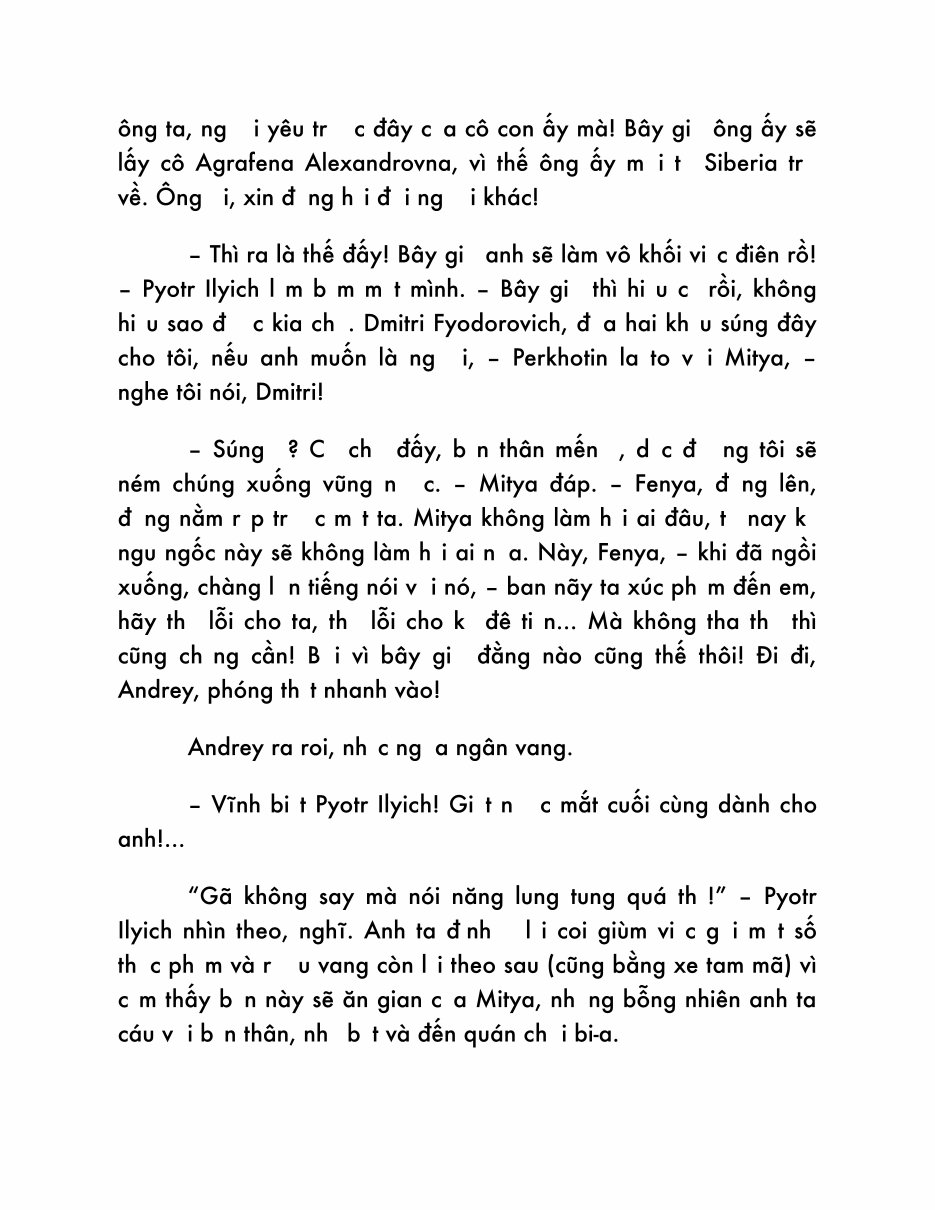 ông ta, ng i yêu tr c đây c a cô con ấy mà! Bây gi ông ấy sẽ
lấy cô Agrafena Alexandrovna, vì thế ông ấy m i t Siberia tr
về. Ông i, xin đ ng h i đ i ng i khác!
– Thì ra là thế đấy! Bây gi anh sẽ làm vô khối vi c điên rồ!
– Pyotr Ilyich l m b m m t mình. – Bây gi thì hi u c rồi, không
hi u sao đ c kia ch . Dmitri Fyodorovich, đ a hai kh u súng đây
cho tôi, nếu anh muốn là ng i, – Perkhotin la to v i Mitya, –
nghe tôi nói, Dmitri!
– Súng ? C ch đấy, b n thân mến , d c đ ng tôi sẽ
ném chúng xuống vũng n c. – Mitya đáp. – Fenya, đ ng lên,
đ ng nằm r p tr c m t ta. Mitya không làm h i ai đâu, t nay k
ngu ngốc này sẽ không làm h i ai n a. Này, Fenya, – khi đã ngồi
xuống, chàng l n tiếng nói v i nó, – ban nãy ta xúc ph m đến em,
hãy th lỗi cho ta, th lỗi cho k đê ti n... Mà không tha th thì
cũng ch ng cần! B i vì bây gi đằng nào cũng thế thôi! Đi đi,
Andrey, phóng th t nhanh vào!
Andrey ra roi, nh c ng a ngân vang.
– Vĩnh bi t Pyotr Ilyich! Gi t n c mắt cuối cùng dành cho
anh!...
“Gã không say mà nói năng lung tung quá th !” – Pyotr
Ilyich nhìn theo, nghĩ. Anh ta đ nh l i coi giùm vi c g i m t số
th c ph m và r u vang còn l i theo sau (cũng bằng xe tam mã) vì
c m thấy b n này sẽ ăn gian c a Mitya, nh ng bỗng nhiên anh ta
cáu v i b n thân, nh b t và đến quán ch i bi-a.